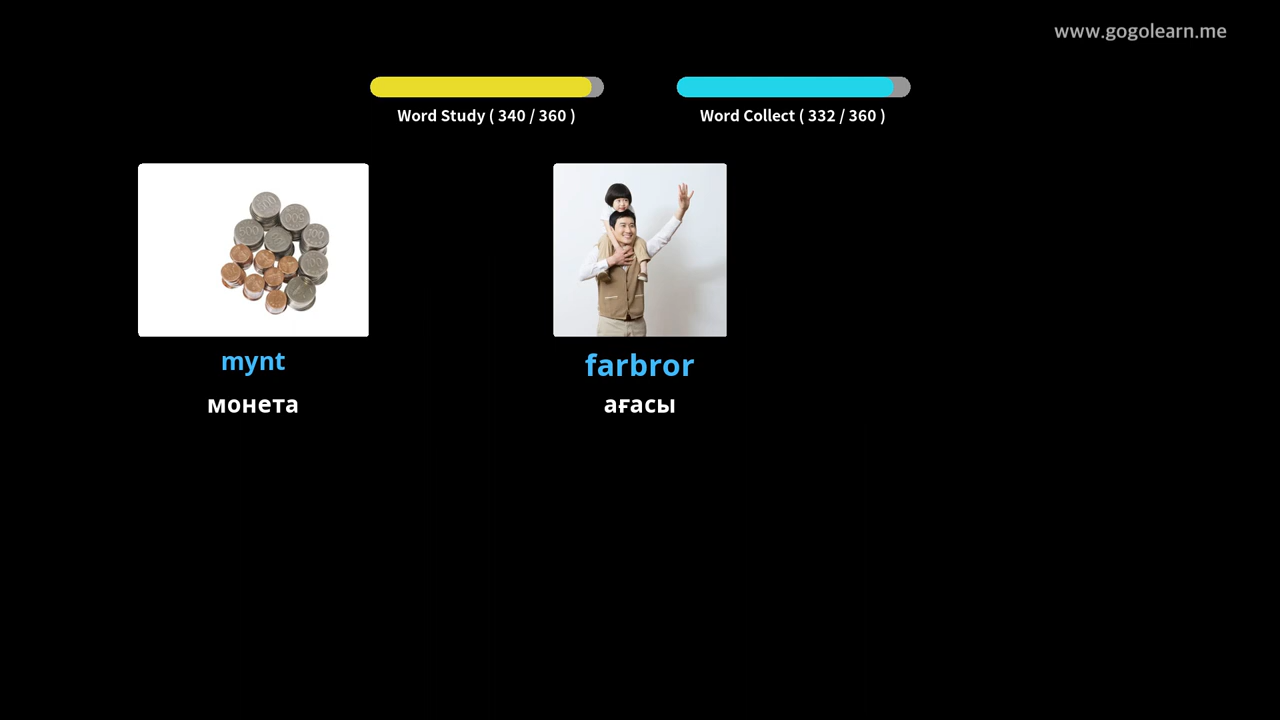 www.gogolearn.me
Word Study ( 340 / 360 )
Word Collect ( 332 / 360 )
mynt
farbror
монета
ағасы